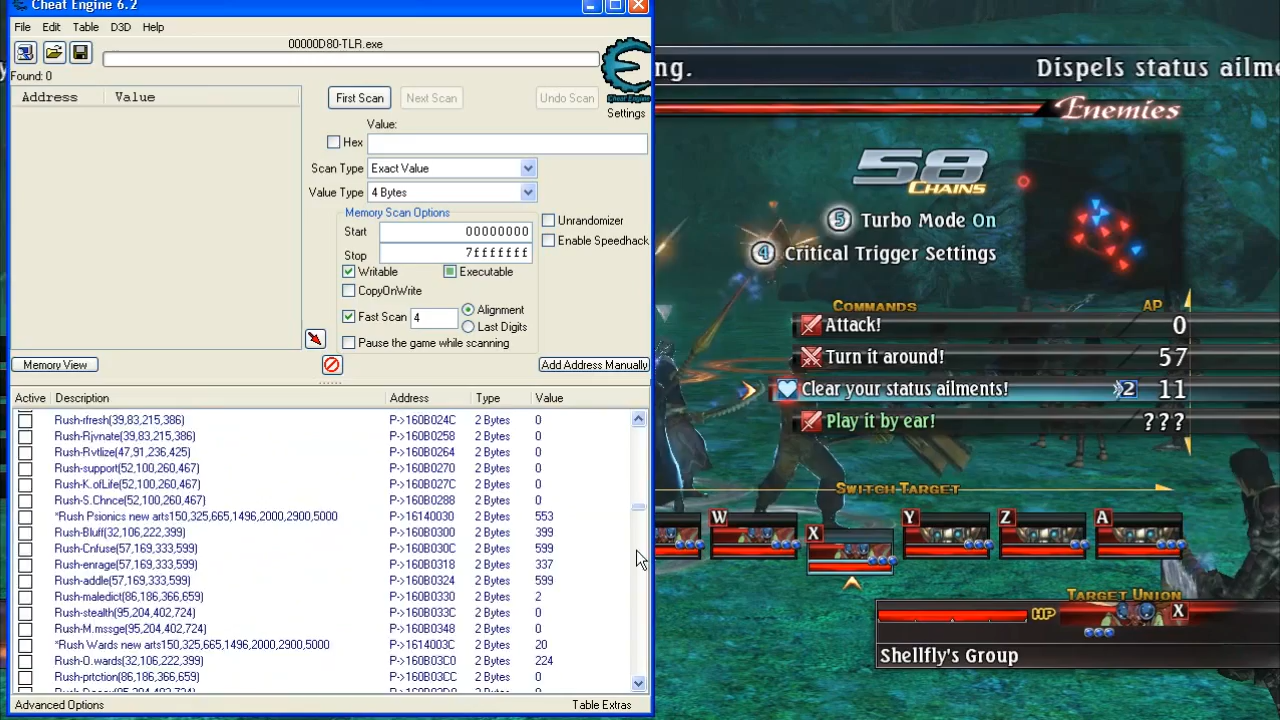 Cheat Engine 6.2
File Edit Table D3D Help
00000D80-TLR.exe
Found: 0
Address Value
First Scan Next Scan Undo Scan
Settings
Value:
Hex
Scan Type Exact Value
Value Type 4 Bytes
Memory Scan Options
Start 00000000
Stop 7fffffff
Unrandomizer
Enable Speedhack
Writable Executable
CopyOnWrite
Fast Scan 4 Alignment
Last Digits
Pause the game while scanning
Memory View Add Address Manually
Active Description Address Type Value
Rush-rfresh(39,83,215,386) P->160B024C 2 Bytes 0
Rush-Rjvnate(39,83,215,386) P->160B0258 2 Bytes 0
Rush-Rvtlize(47,91,236,425) P->160B0264 2 Bytes 0
Rush-support(52,100,260,467) P->160B0270 2 Bytes 0
Rush-K.ofLife(52,100,260,467) P->160B027C 2 Bytes 0
Rush-S.Chnce(52,100,260,467) P->160B0288 2 Bytes 0
*Rush Psionics new arts150,325,665,1496,2000,2900,5000 P->16140030 2 Bytes 553
Rush-Bluff(32,106,222,399) P->160B0300 2 Bytes 399
Rush-Cnfuse(57,169,333,599) P->160B030C 2 Bytes 599
Rush-enrage(57,169,333,599) P->160B0318 2 Bytes 337
Rush-addle(57,169,333,599) P->160B0324 2 Bytes 599
Rush-maledict(86,186,366,659) P->160B0330 2 Bytes 2
Rush-stealth(95,204,402,724) P->160B033C 2 Bytes 0
Rush-M.mssge(95,204,402,724) P->160B0348 2 Bytes 0
*Rush Wards new arts150,325,665,1496,2000,2900,5000 P->1614003C 2 Bytes 20
Rush-O.wards(32,106,222,399) P->160B03C0 2 Bytes 224
Rush-prtction(86,186,366,659) P->160B03CC 2 Bytes 0
Advanced Options Table Extras
ng. Dispels status ailme
Enemies
58
CHAINS
5 Turbo Mode On
4 Critical Trigger Settings
COMMANDS AP
Attack! 0
Turn it around! 57
Clear your status ailments! 2 11
Play it by ear! ???
SWITCH TARGET
W X Y Z A
TARGET UNION
HP X
Shellfly's Group